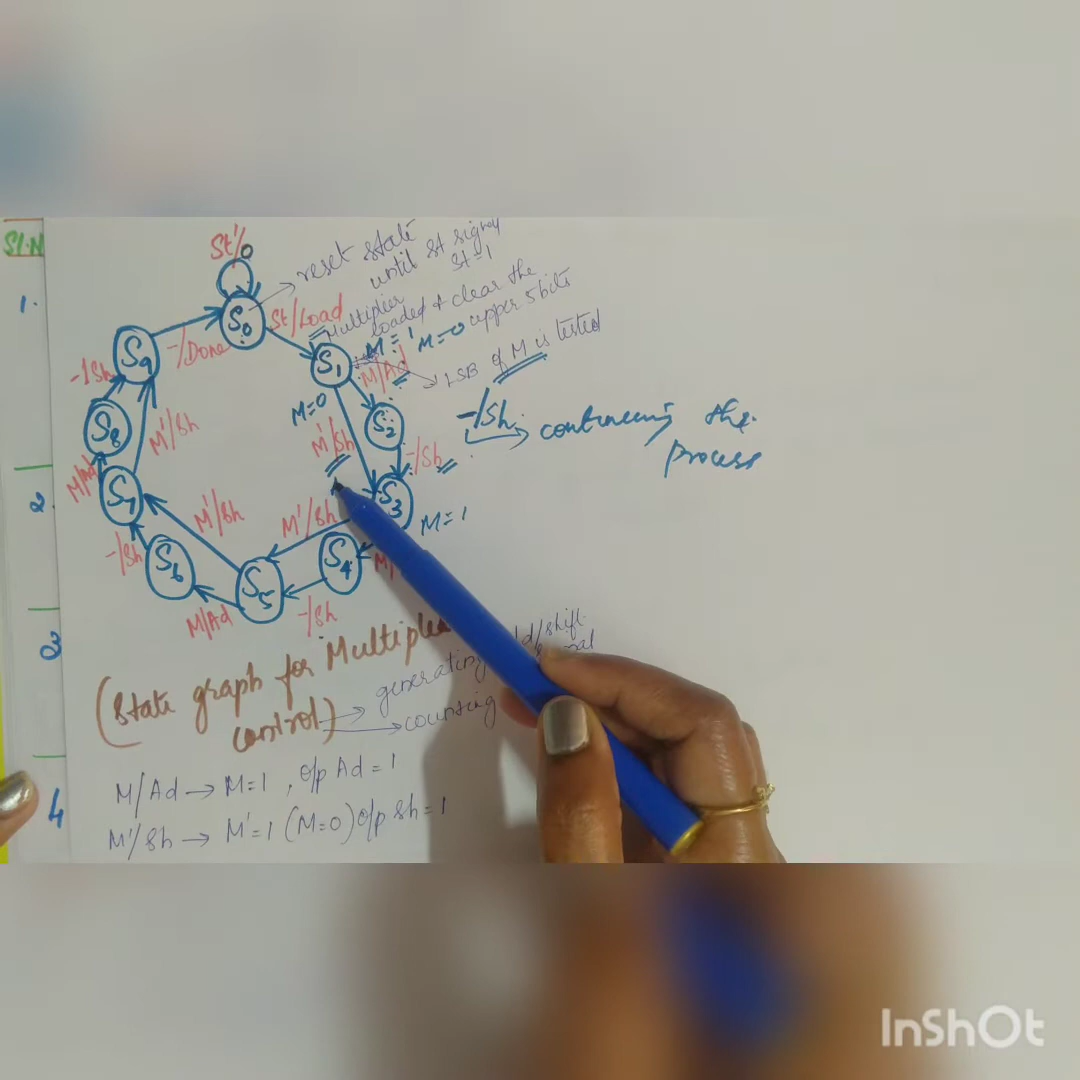 Sl.N
1.
2.
3
4
St'/0
S0
St/Load
reset state
until st signal
st=1
Multiplier
loaded & clear the
upper 5 bits
M=1 M=0
S1
M/Ad
LSB of M is tested
M=0
S2
M'/Sh
-/Sh
-/Sh → continuing the
process
S3
M=1
M'/Sh
S4
-/Sh
S5
M/Ad
M'/Sh
S6
-/Sh
S7
M/Ad
M'/Sh
S8
-/Sh
S9
-/Done
(State graph for
control)
generating
counting
M/Ad → M=1, o/p Ad=1
M'/Sh → M'=1 (M=0) o/p Sh=1
InShOt